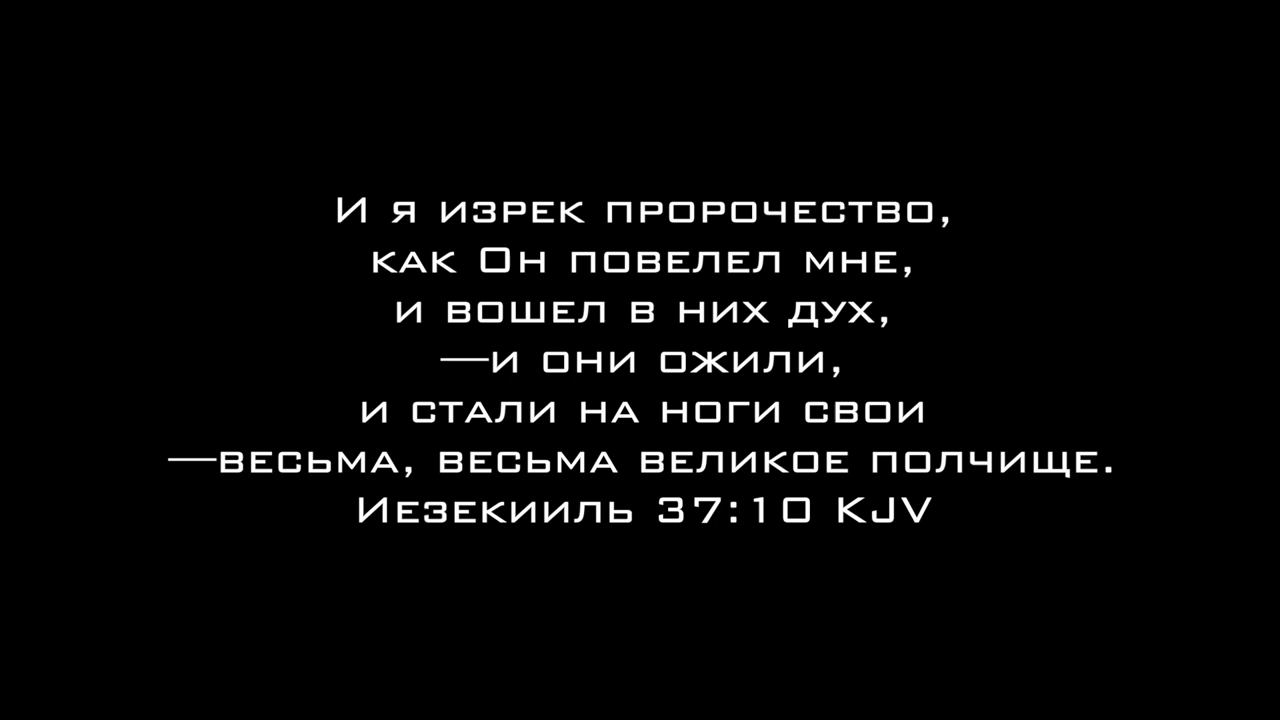 И я изрек пророчество,
как Он повелел мне,
и вошел в них дух,
—и они ожили,
и стали на ноги свои
—весьма, весьма великое полчище.
Иезекииль 37:10 KJV